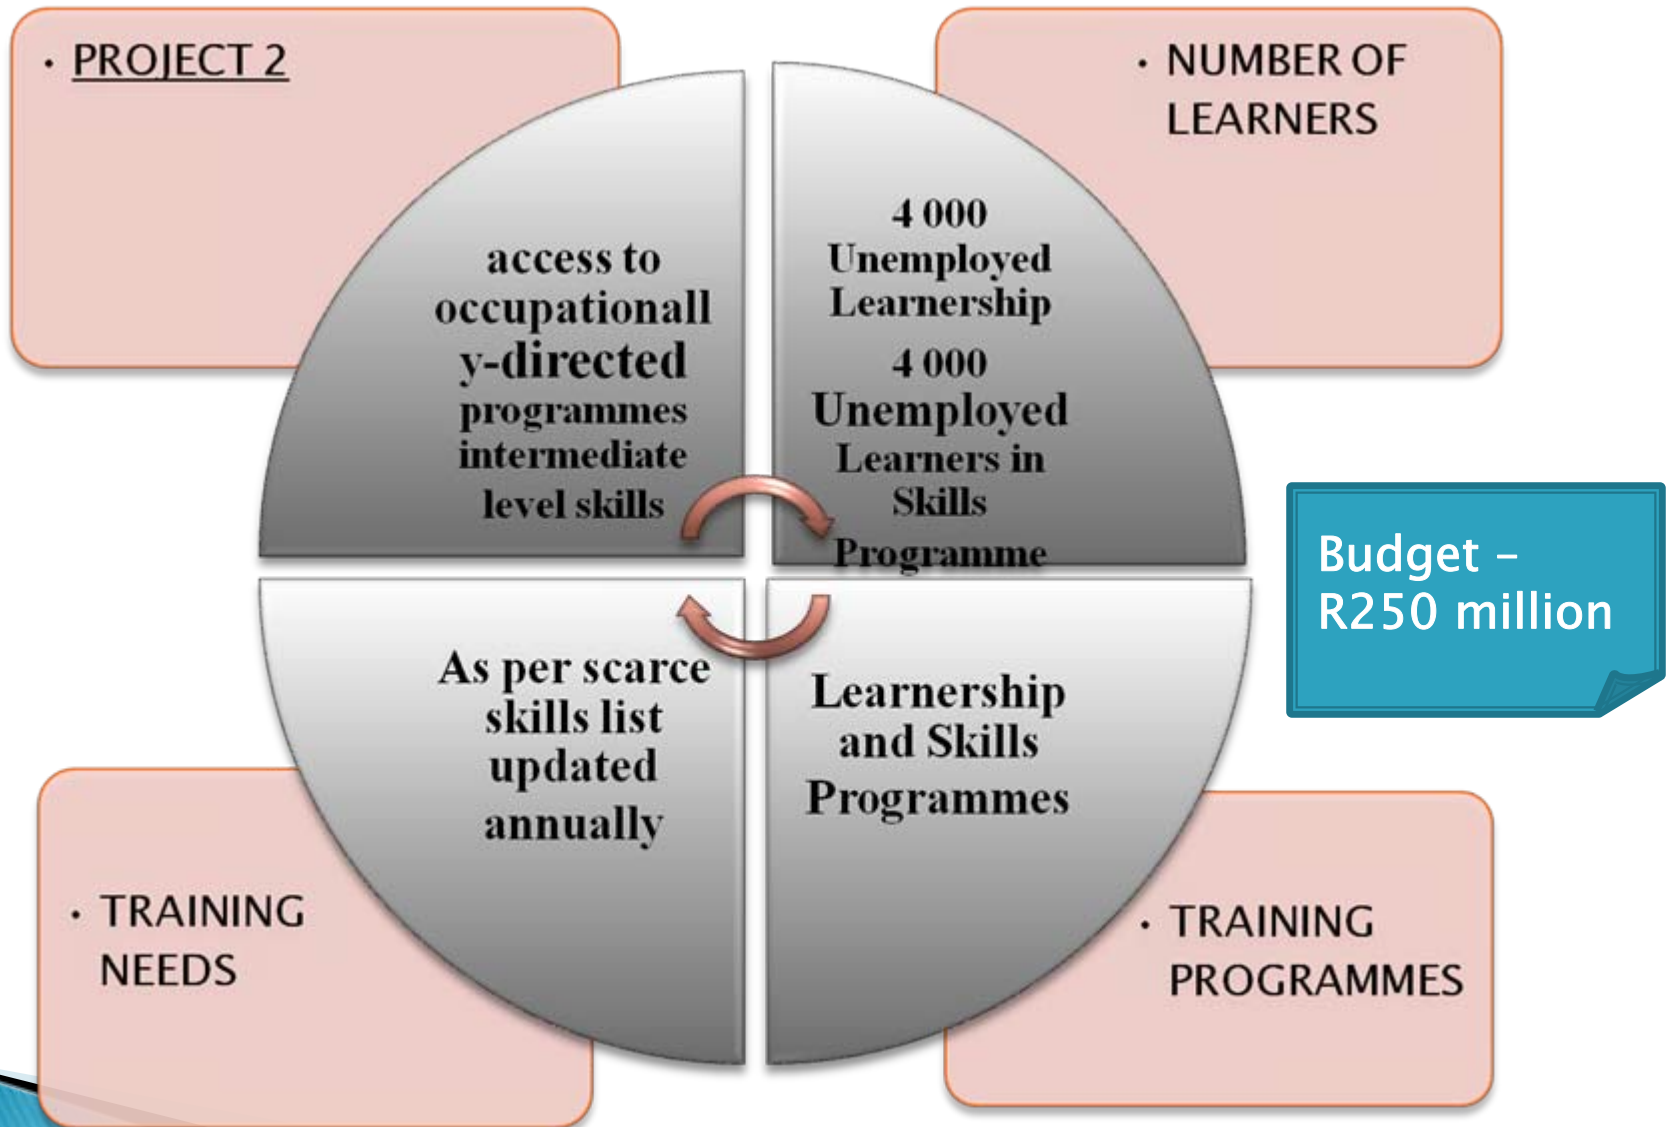 • PROJECT 2
access to
occupationall
y-directed
programmes
intermediate
level skills
• NUMBER OF
LEARNERS
4 000
Unemployed
Learnership
4 000
Unemployed
Learners in
Skills
Programme
Budget –
R250 million
As per scarce
skills list
updated
annually
• TRAINING
NEEDS
Learnership
and Skills
Programmes
• TRAINING
PROGRAMMES